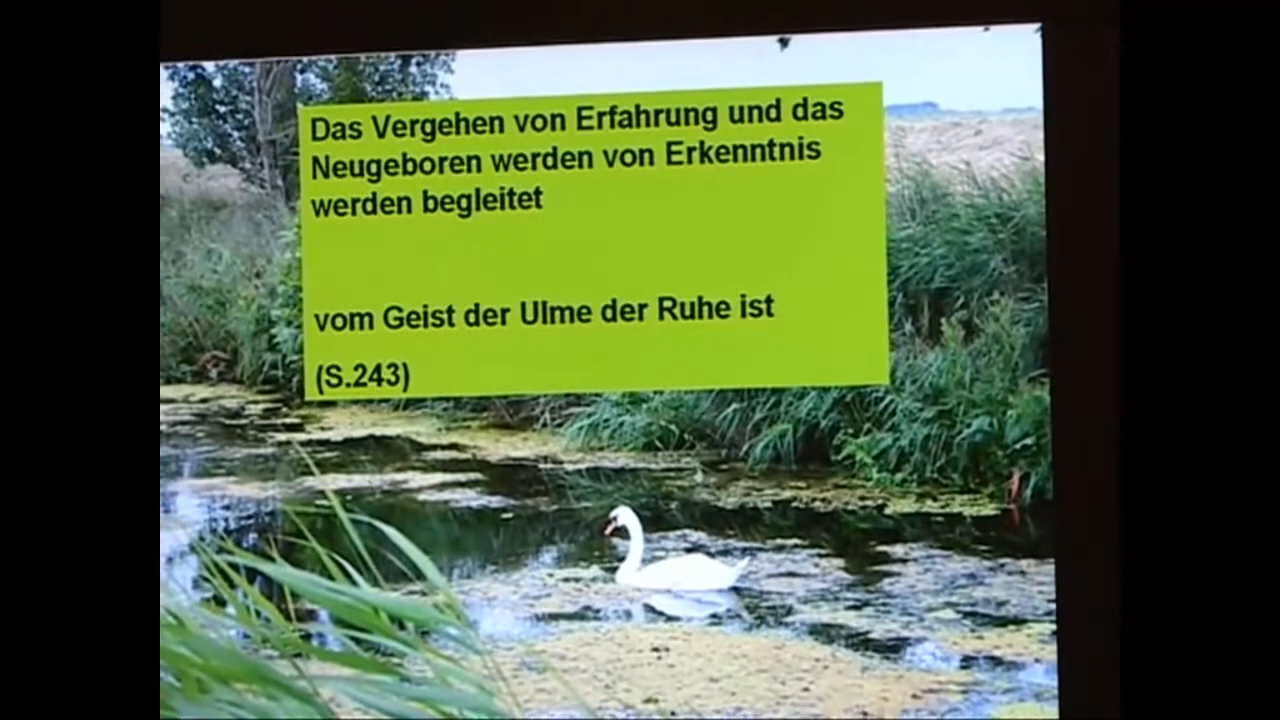 Das Vergehen von Erfahrung und das
Neugeboren werden von Erkenntnis
werden begleitet
vom Geist der Ulme der Ruhe ist
(S.243)